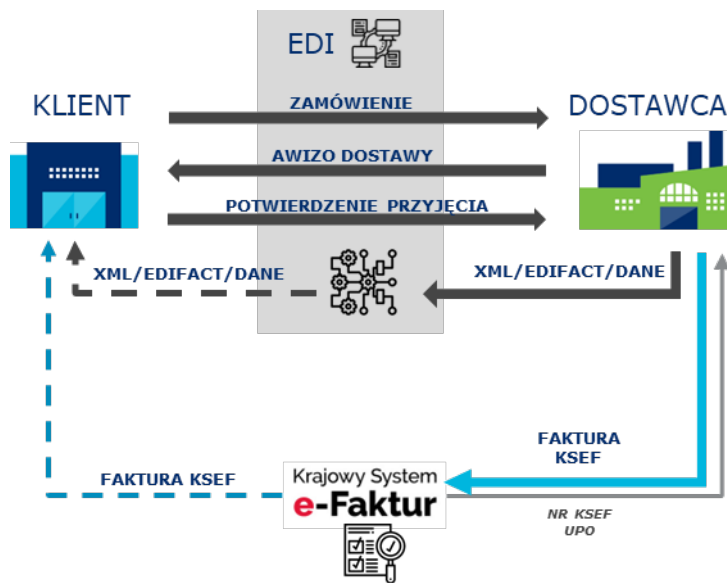 EDI
KLIENT
DOSTAWCA
ZAMÓWIENIE
AWIZO DOSTAWY
POTWIERDZENIE PRZYJĘCIA
XML/EDIFACT/DANE
XML/EDIFACT/DANE
FAKTURA
KSEF
FAKTURA KSEF
Krajowy System
e-Faktur
NR KSEF
UPO